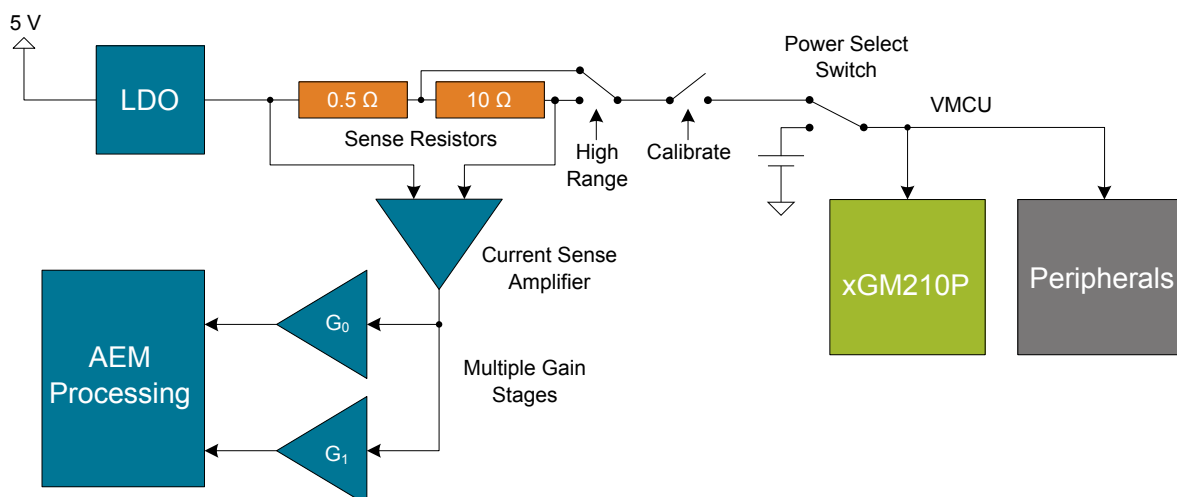 5 V
LDO
0.5 Ω
10 Ω
Sense Resistors
High
Range
Calibrate
Power Select
Switch
VMCU
Current Sense
Amplifier
xGM210P
Peripherals
AEM
Processing
G0
Multiple Gain
Stages
G1